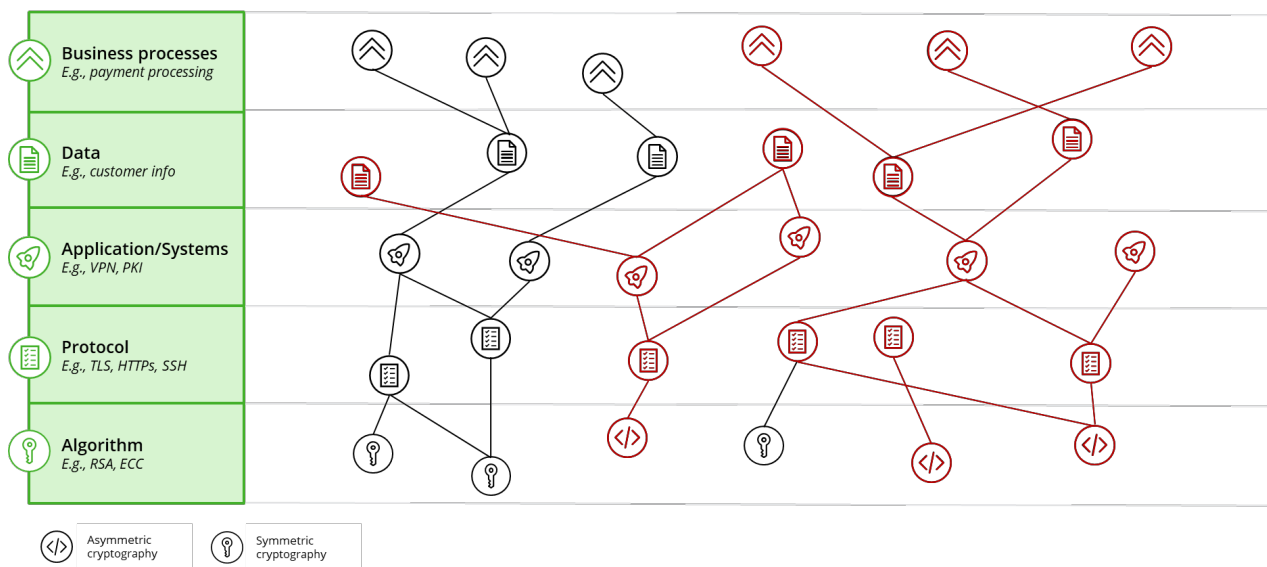 Business processes
E.g., payment processing
Data
E.g., customer info
Application/Systems
E.g., VPN, PKI
Protocol
E.g., TLS, HTTPs, SSH
Algorithm
E.g., RSA, ECC
Asymmetric
cryptography
Symmetric
cryptography